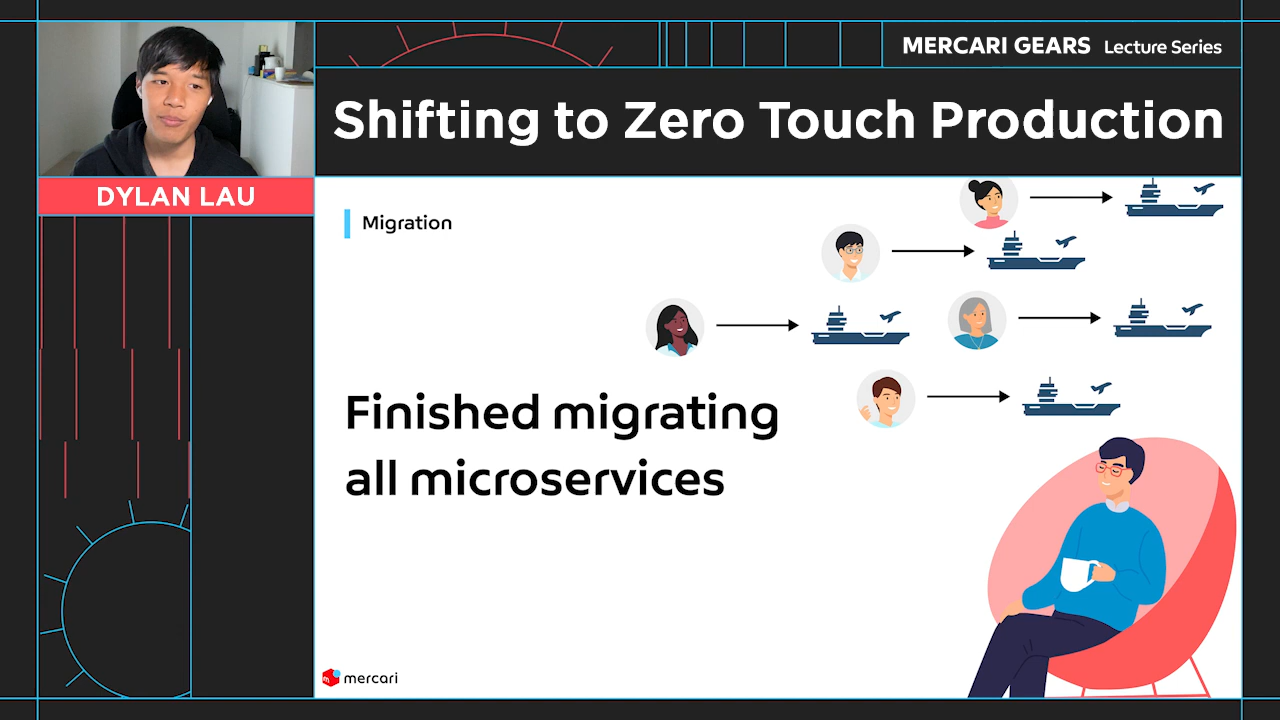 MERCARI GEARS Lecture Series
Shifting to Zero Touch Production
DYLAN LAU
Migration
Finished migrating
all microservices
mercari